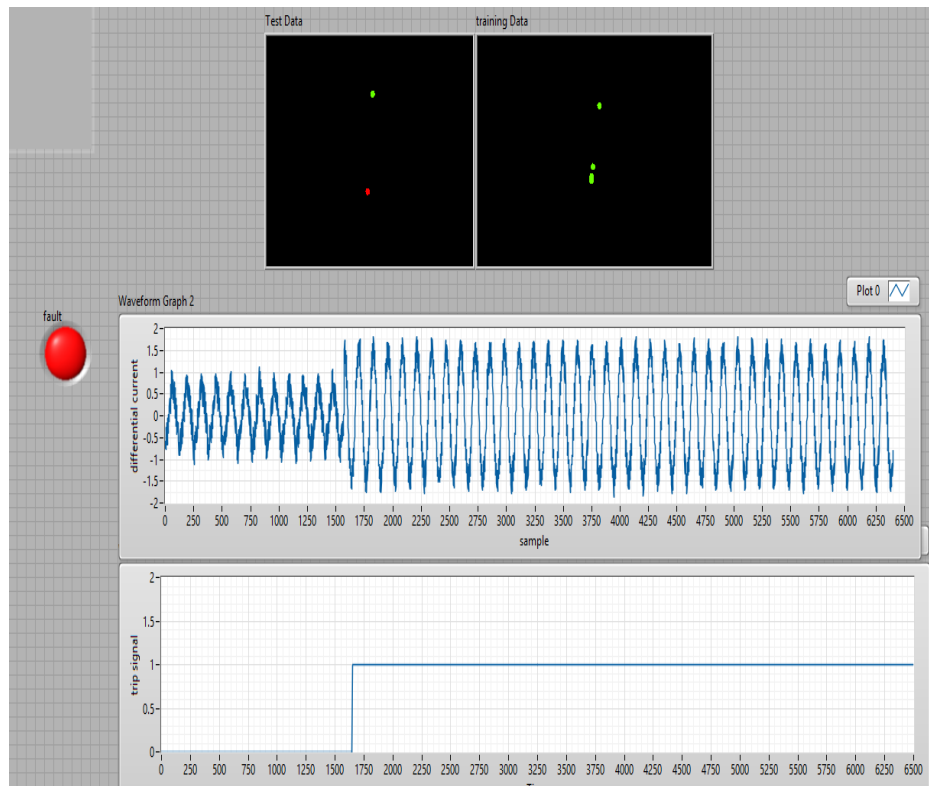 Test Data
training Data
Plot 0
Waveform Graph 2
fault
differential current
2
1.5
1
0.5
0
-0.5
-1
-1.5
-2
0 250 500 750 1000 1250 1500 1750 2000 2250 2500 2750 3000 3250 3500 3750 4000 4250 4500 4750 5000 5250 5500 5750 6000 6250 6500
sample
trip signal
2
1.5
1
0.5
0
0 250 500 750 1000 1250 1500 1750 2000 2250 2500 2750 3000 3250 3500 3750 4000 4250 4500 4750 5000 5250 5500 5750 6000 6250 6500